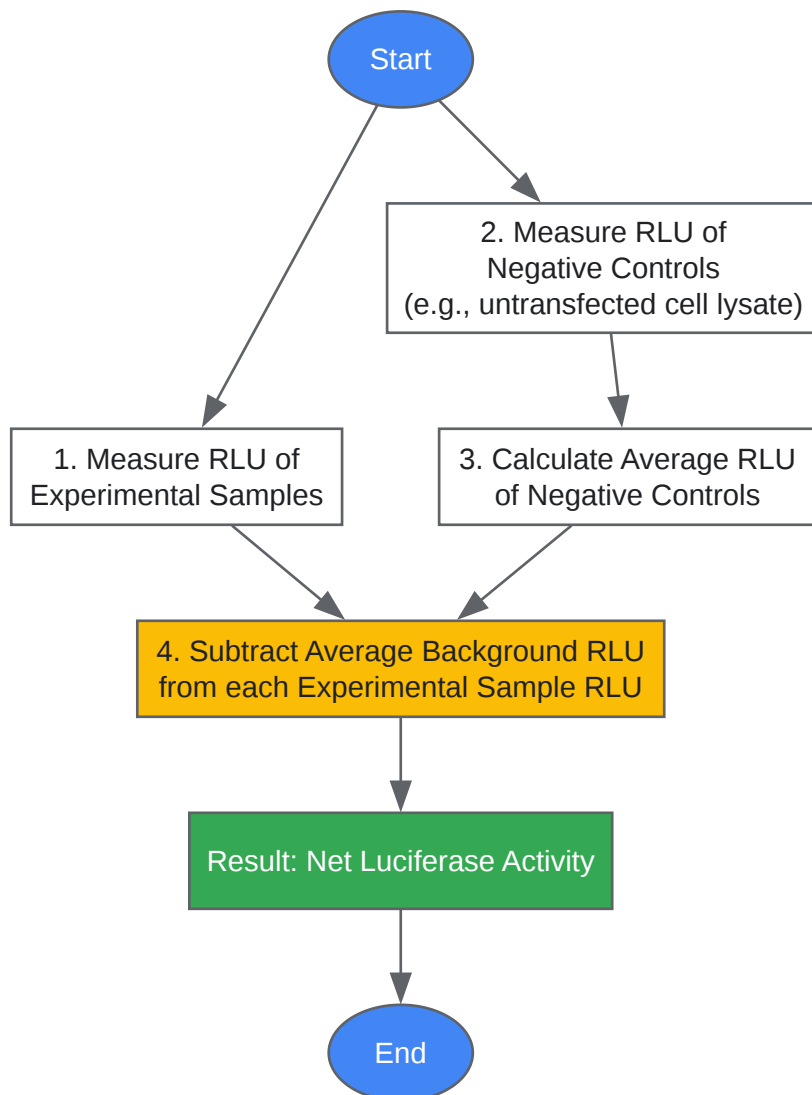 Start
2. Measure RLU of
Negative Controls
(e.g., untransfected cell lysate)
1. Measure RLU of
Experimental Samples
3. Calculate Average RLU
of Negative Controls
4. Subtract Average Background RLU
from each Experimental Sample RLU
Result: Net Luciferase Activity
End